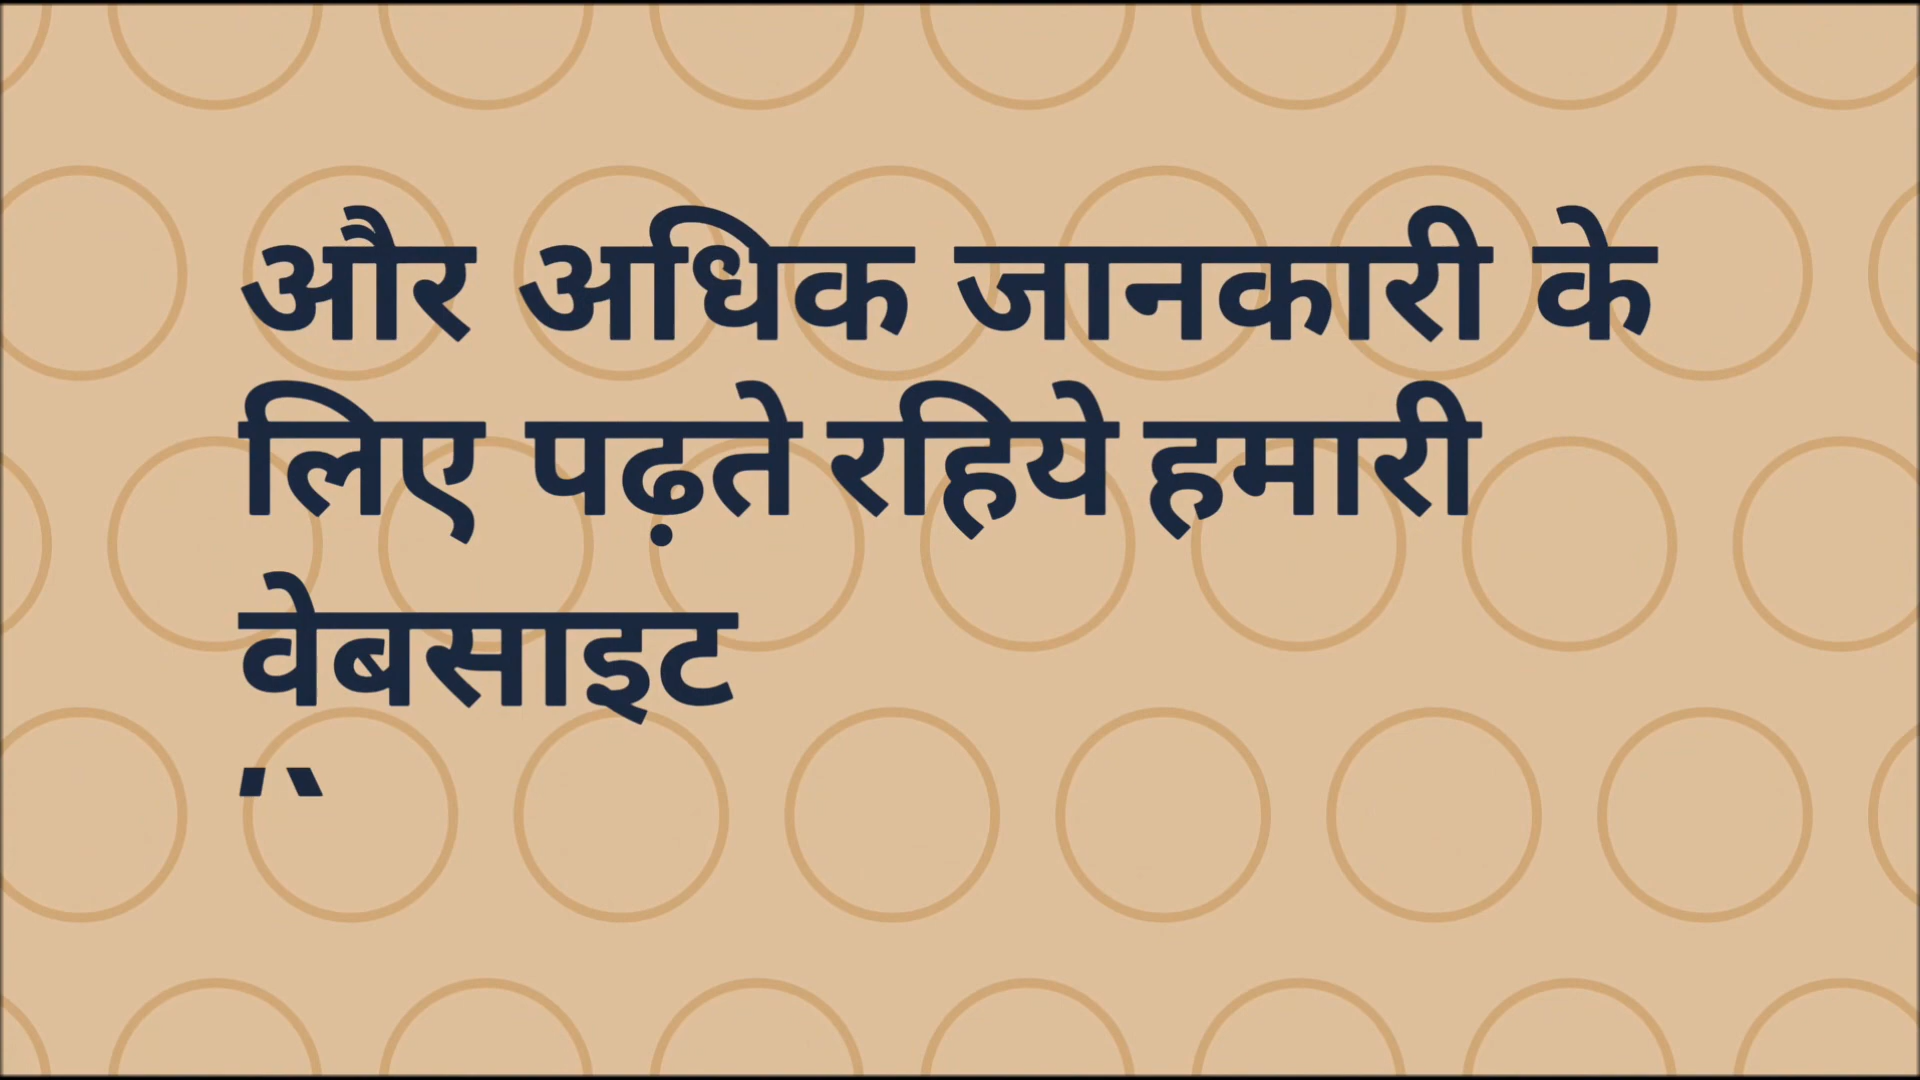 और अधिक जानकारी के
लिए पढ़ते रहिये हमारी
वेबसाइट